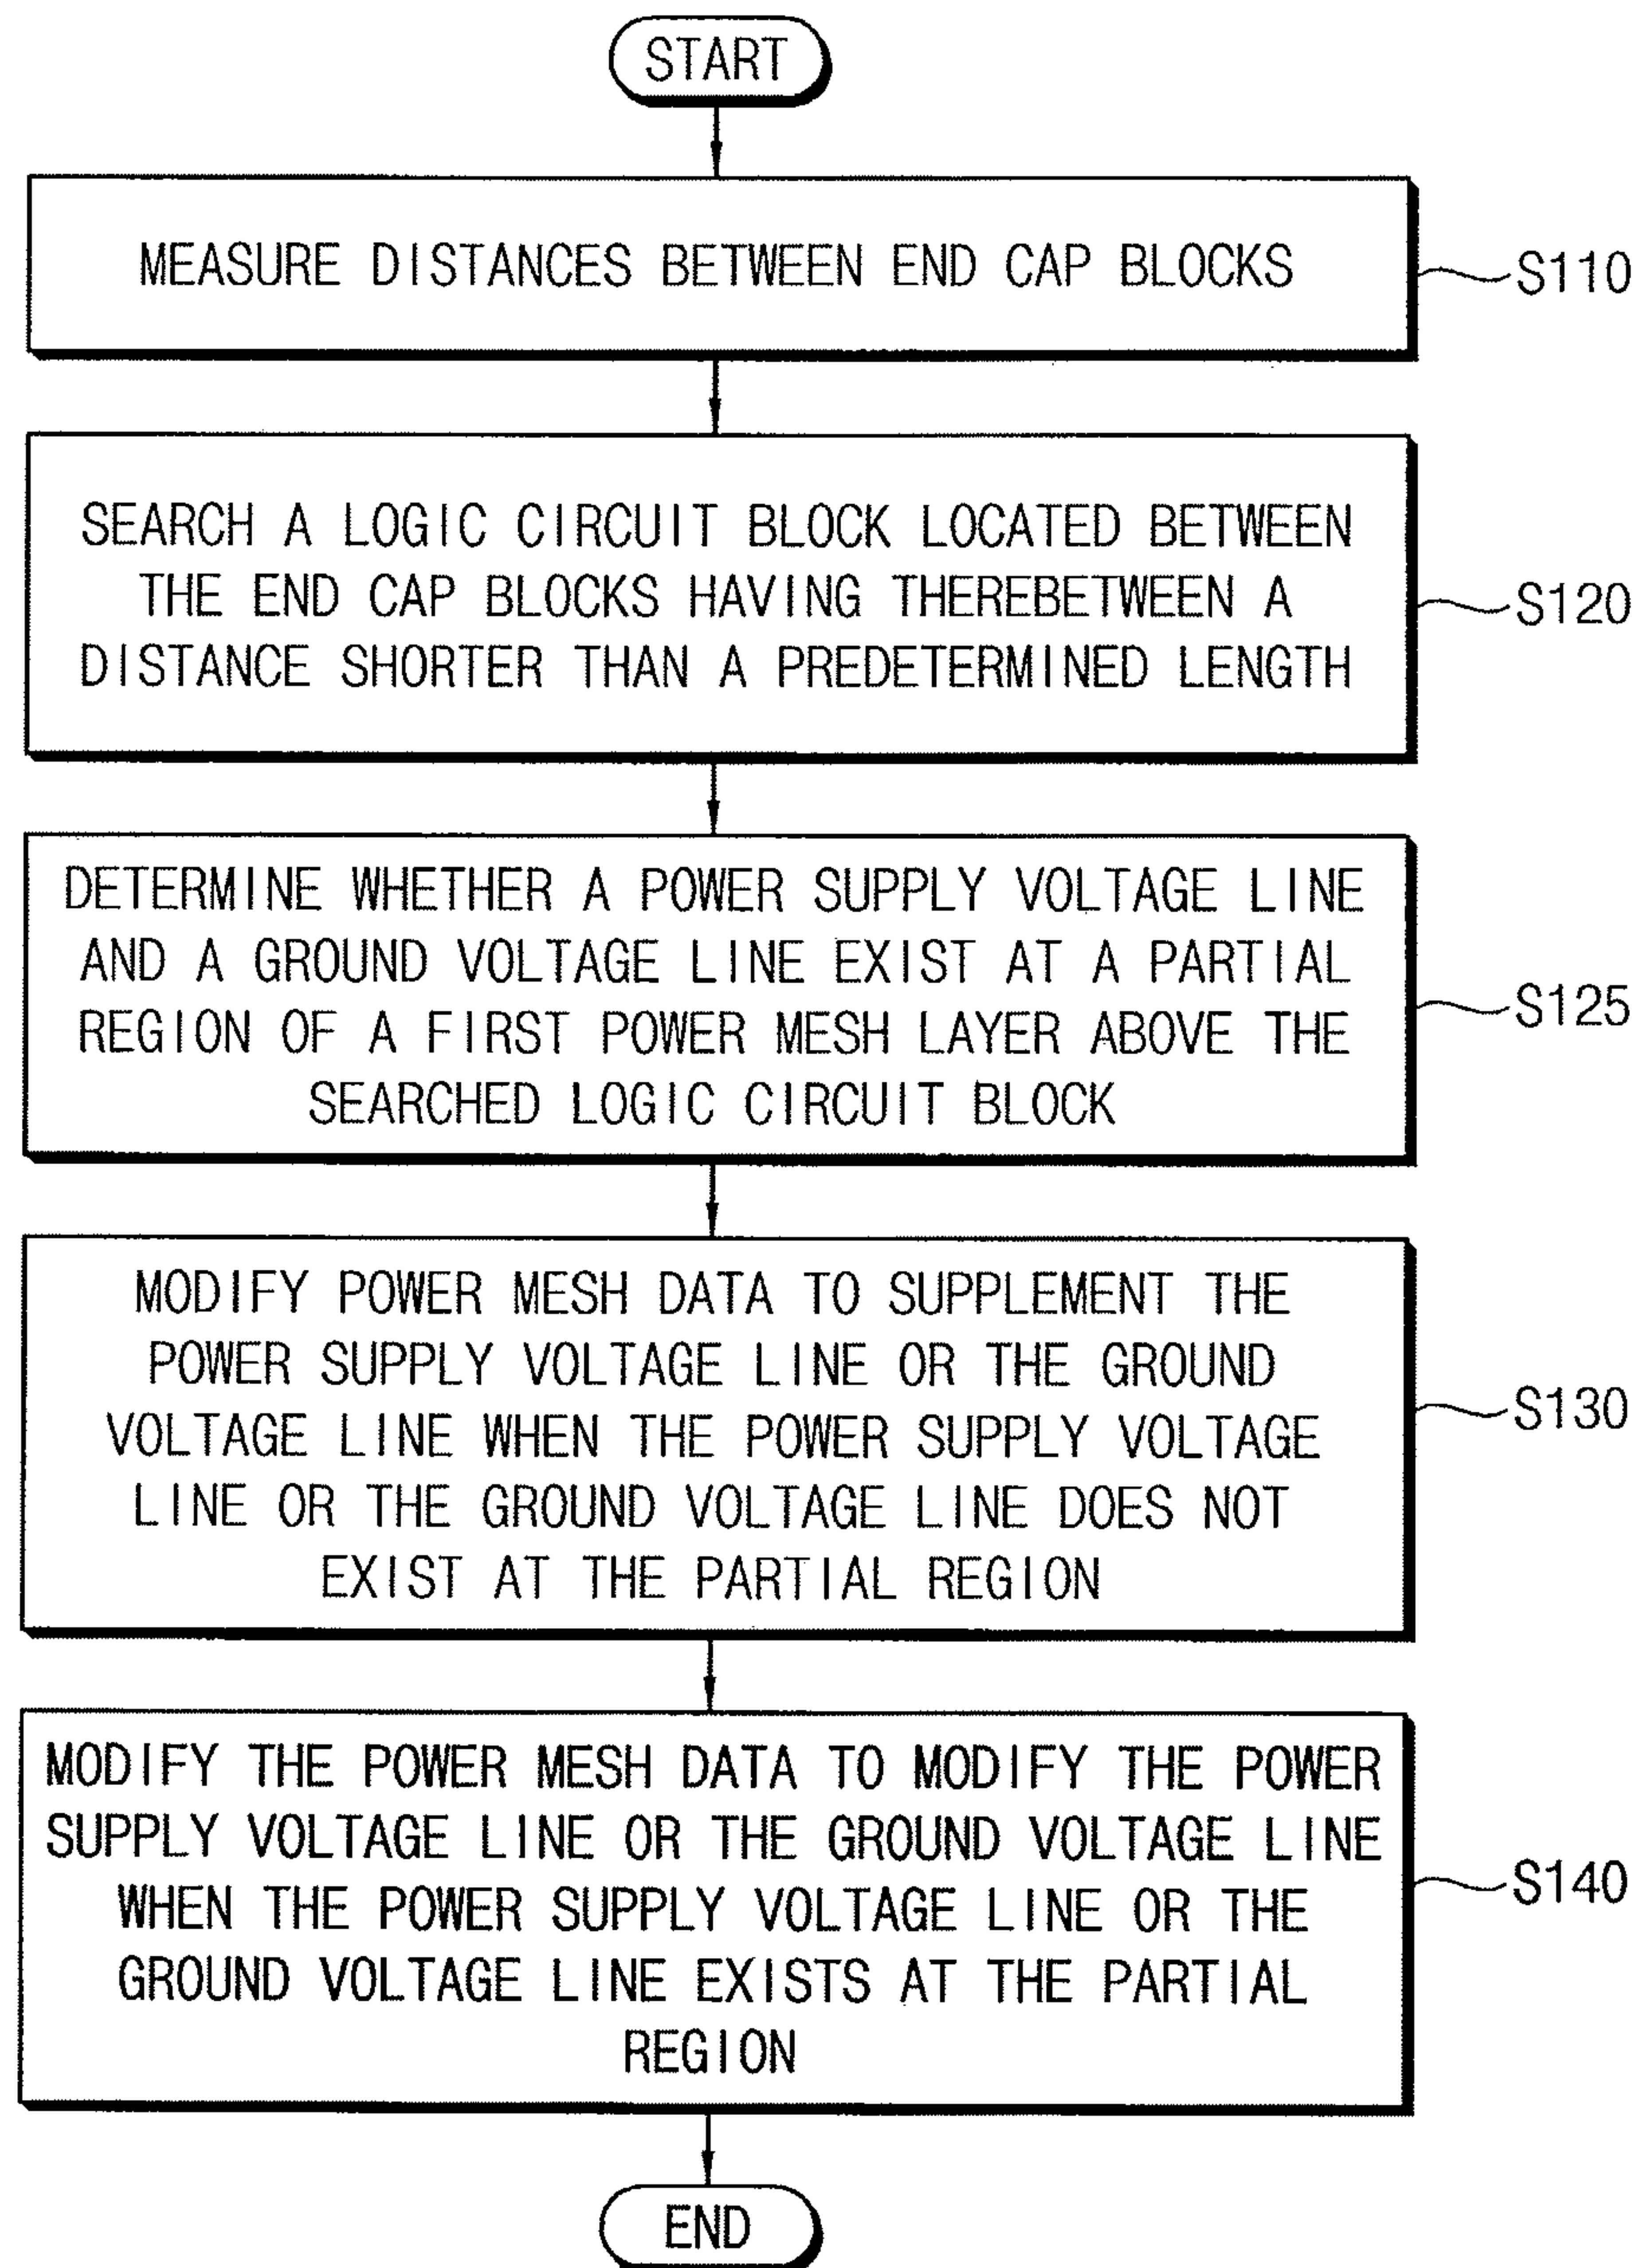 START
MEASURE DISTANCES BETWEEN END CAP BLOCKS
S110
SEARCH A LOGIC CIRCUIT BLOCK LOCATED BETWEEN
THE END CAP BLOCKS HAVING THEREBETWEEN A
DISTANCE SHORTER THAN A PREDETERMINED LENGTH
S120
DETERMINE WHETHER A POWER SUPPLY VOLTAGE LINE
AND A GROUND VOLTAGE LINE EXIST AT A PARTIAL
REGION OF A FIRST POWER MESH LAYER ABOVE THE
SEARCHED LOGIC CIRCUIT BLOCK
S125
MODIFY POWER MESH DATA TO SUPPLEMENT THE
POWER SUPPLY VOLTAGE LINE OR THE GROUND
VOLTAGE LINE WHEN THE POWER SUPPLY VOLTAGE
LINE OR THE GROUND VOLTAGE LINE DOES NOT
EXIST AT THE PARTIAL REGION
S130
MODIFY THE POWER MESH DATA TO MODIFY THE POWER
SUPPLY VOLTAGE LINE OR THE GROUND VOLTAGE LINE
WHEN THE POWER SUPPLY VOLTAGE LINE OR THE
GROUND VOLTAGE LINE EXISTS AT THE PARTIAL
REGION
S140
END